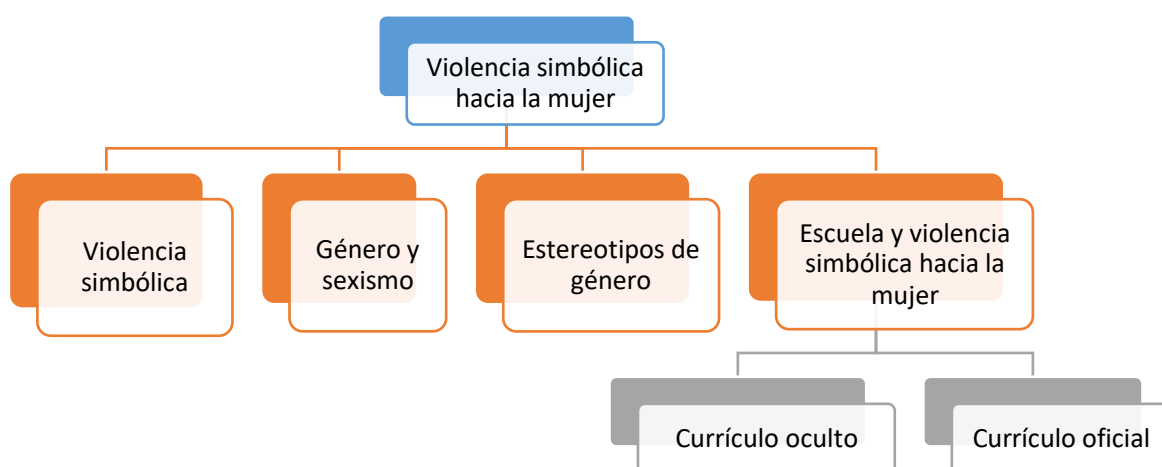 Violencia simbólica
hacia la mujer
Violencia
simbólica
Género y
sexismo
Estereotipos de
género
Escuela y violencia
simbólica hacia la
mujer
Currículo oculto
Currículo oficial